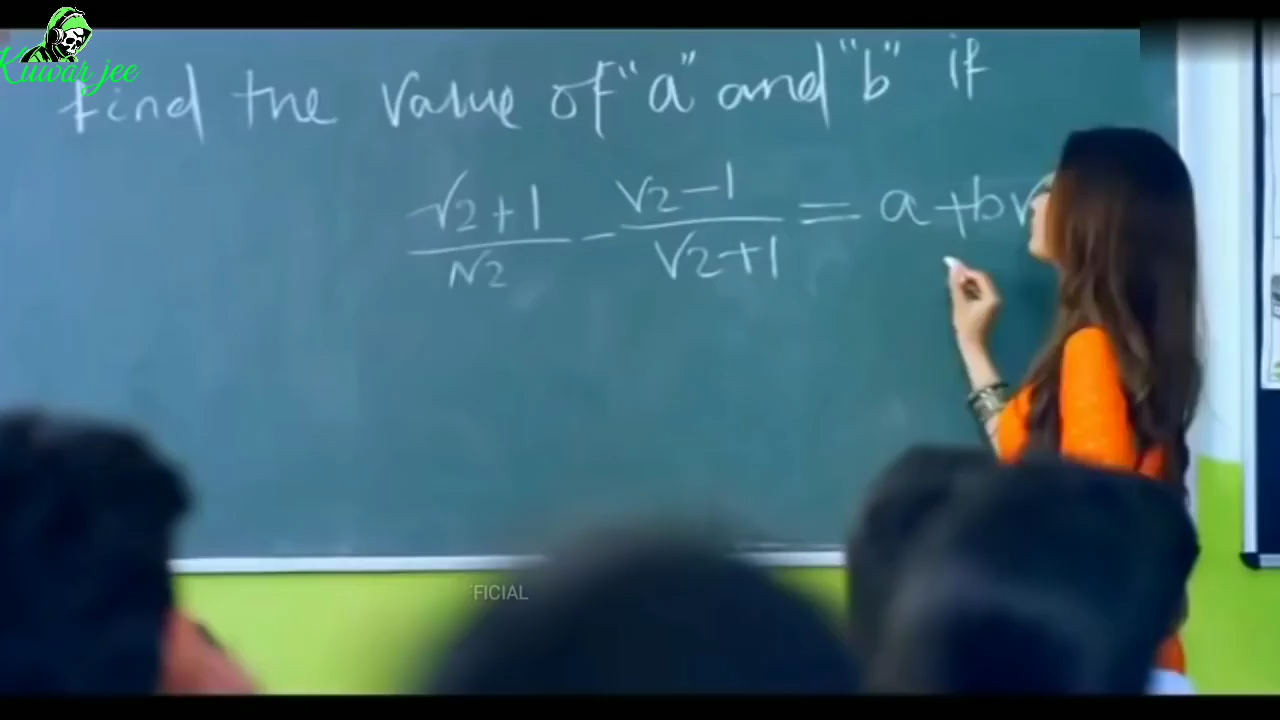 Kuwar jee
find the value of "a" and "b" if
√2+1 / √2 - √2-1 / √2+1 = a+b√
FICIAL